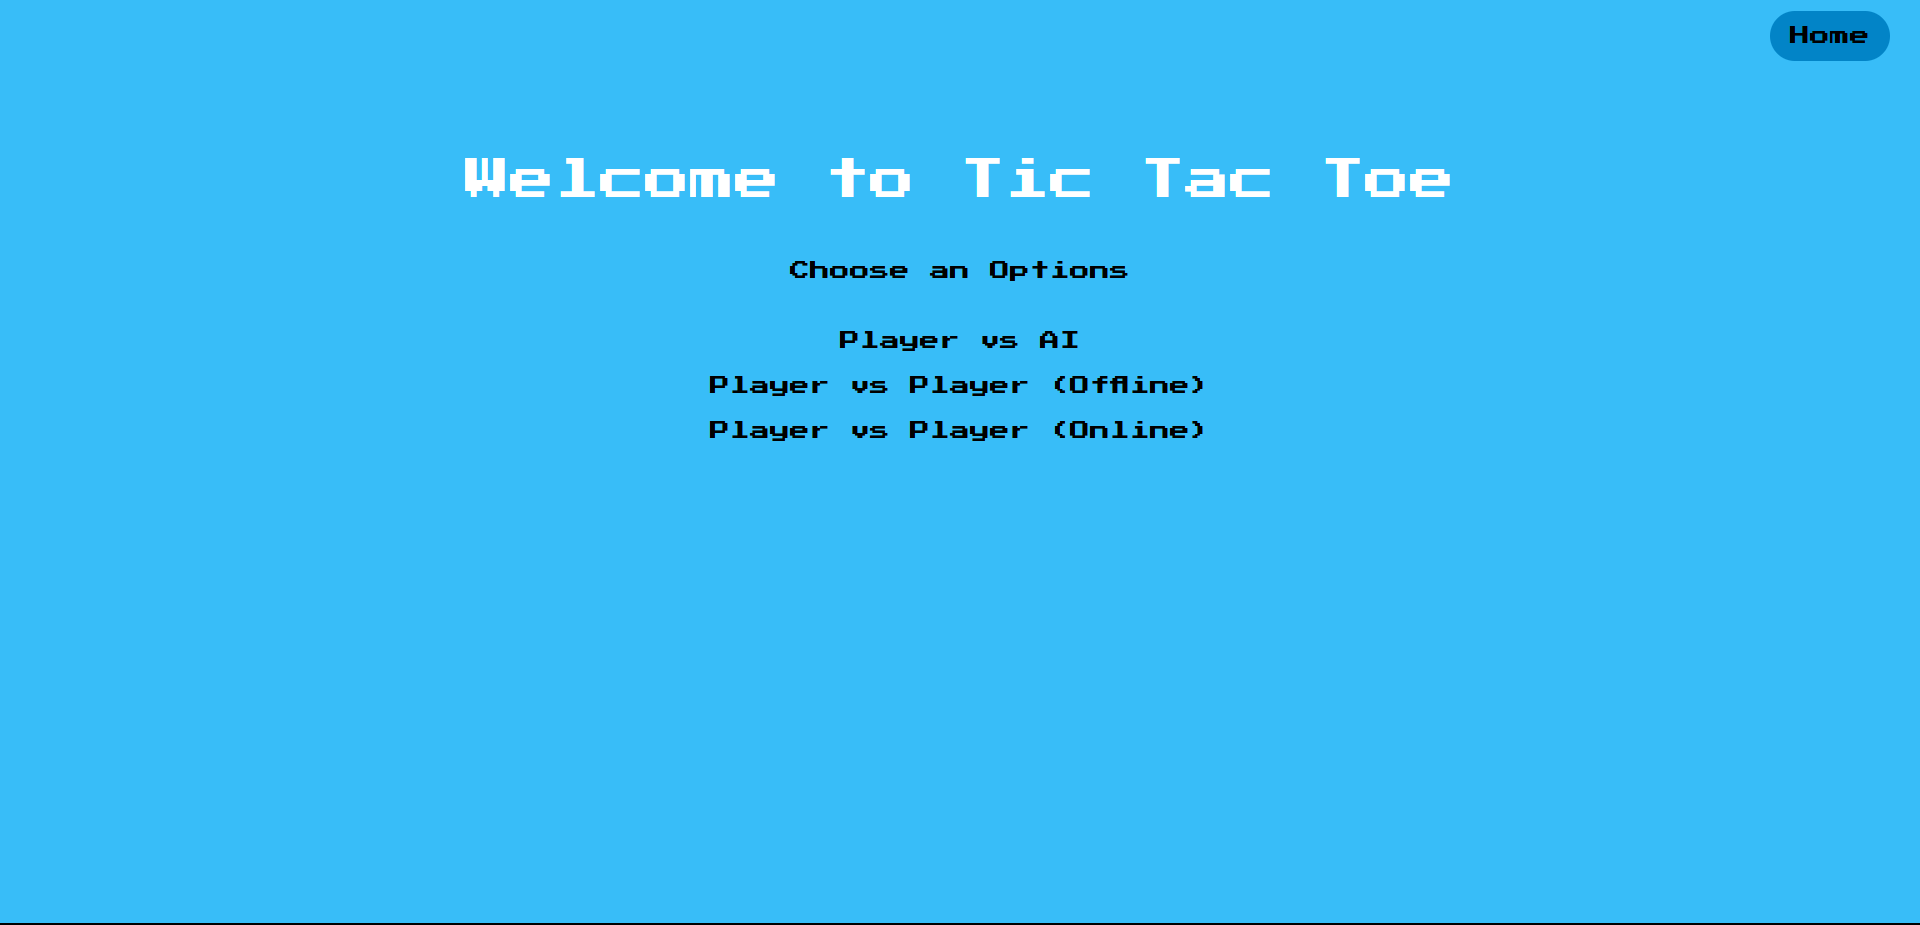 Home
Welcome to Tic Tac Toe
Choose an Options
Player vs AI
Player vs Player (Offline)
Player vs Player (Online)